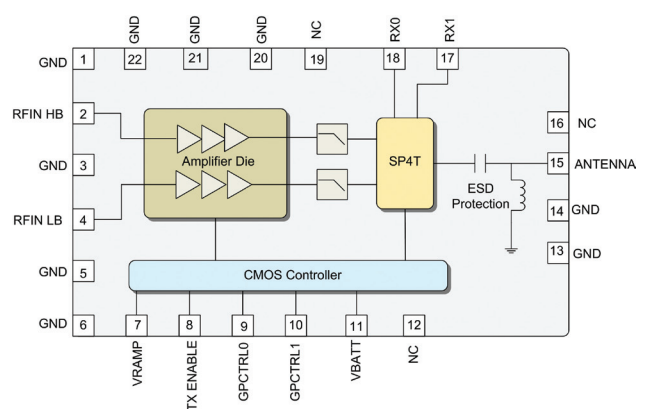 GND GND GND NC RX0 RX1
GND 1 22 21 20 19 18 17
RFIN HB 2
16 NC
Amplifier Die
SP4T
GND 3
15 ANTENNA
ESD
Protection
RFIN LB 4
14 GND
13 GND
GND 5
CMOS Controller
GND 6 7 8 9 10 11 12
VRAMP TX ENABLE GPCTRL0 GPCTRL1 VBATT NC